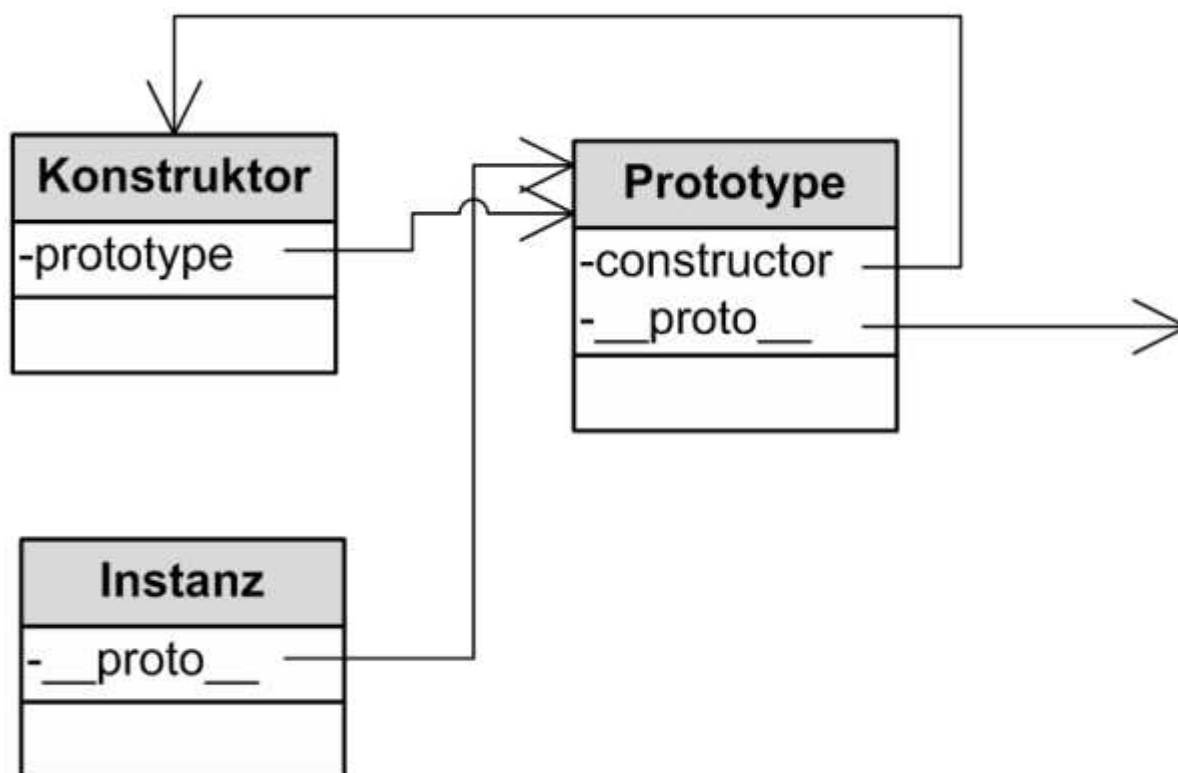 Konstruktor
-prototype
Prototype
-constructor
-__proto__
Instanz
-__proto__